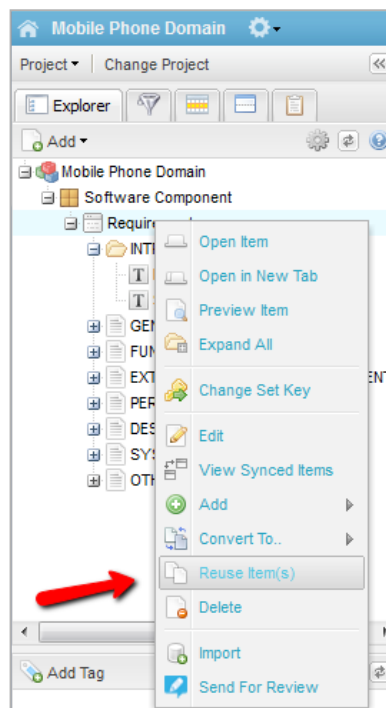 Mobile Phone Domain
Project Change Project
Explorer
Add
Mobile Phone Domain
Software Component
Open Item
T
Open in New Tab
T
Preview Item
Expand All
Change Set Key
Edit
View Synced Items
Add
Convert To..
Reuse Item(s)
Delete
Import
Add Tag
Send For Review